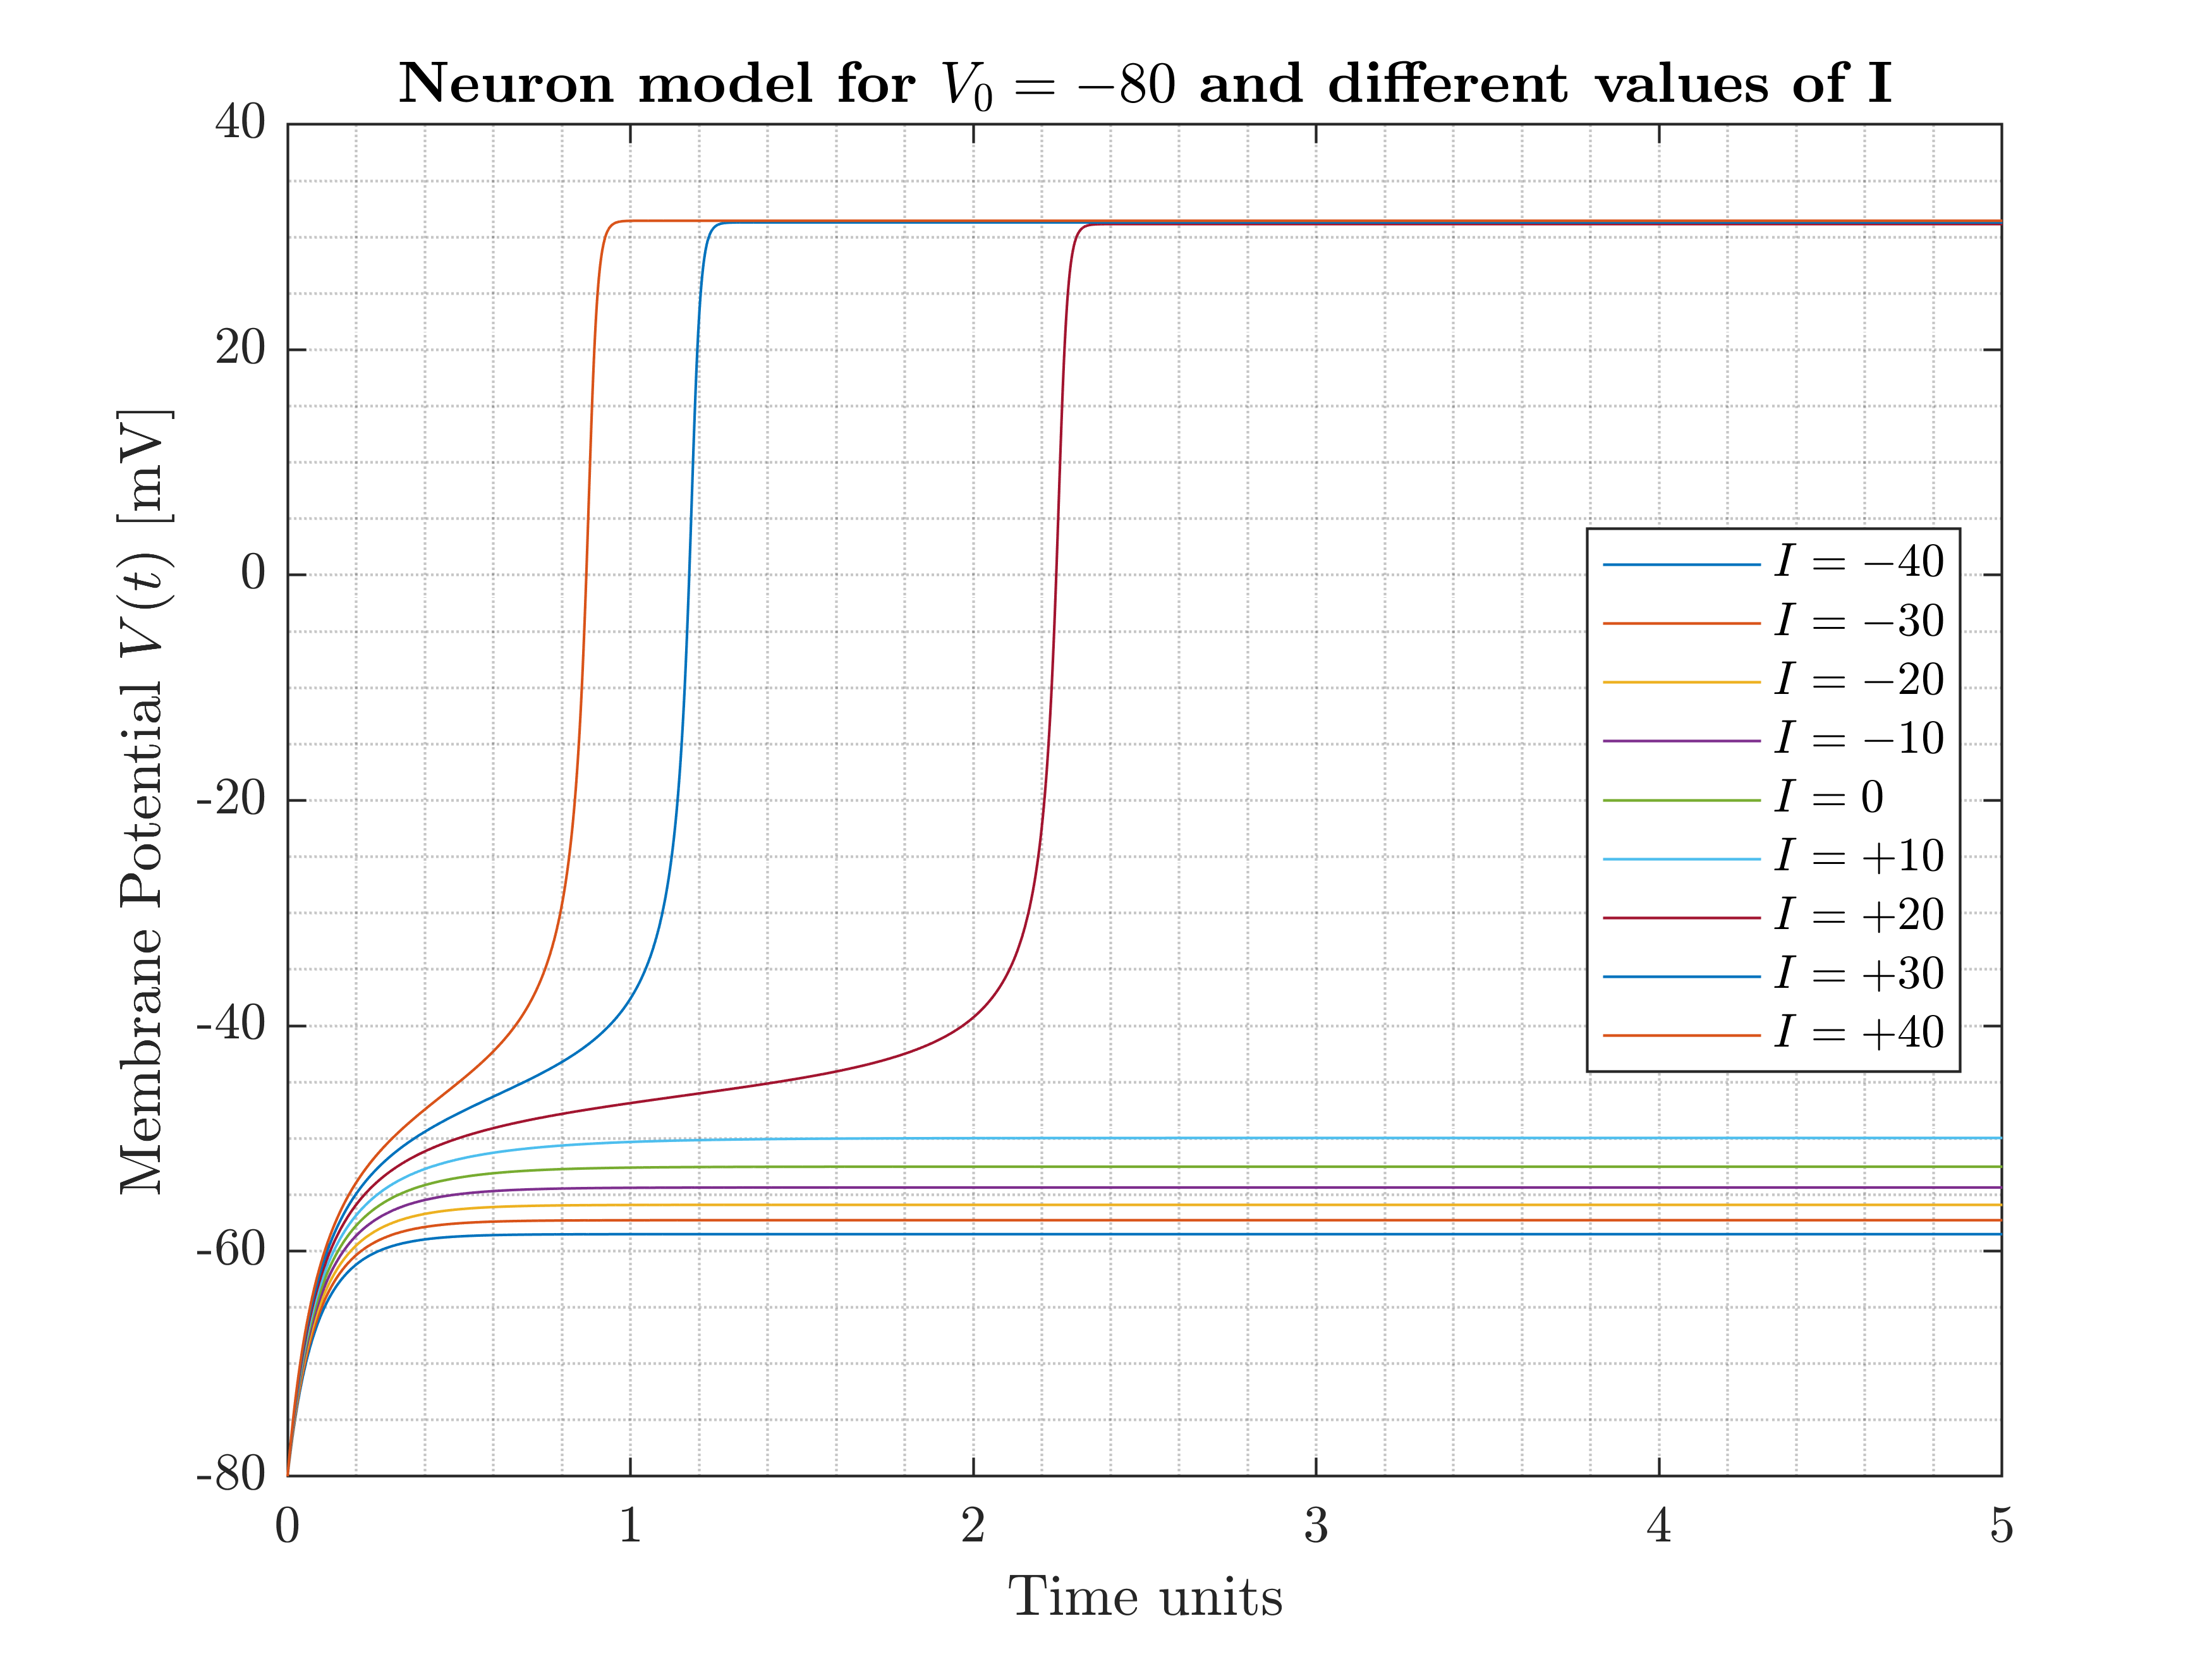 Neuron model for $V_0 = -80$ and different values of I
40
20
0
-20
-40
-60
-80
Membrane Potential $V(t)$ [mV]
$I = -40$
$I = -30$
$I = -20$
$I = -10$
$I = 0$
$I = +10$
$I = +20$
$I = +30$
$I = +40$
0 1 2 3 4 5
Time units